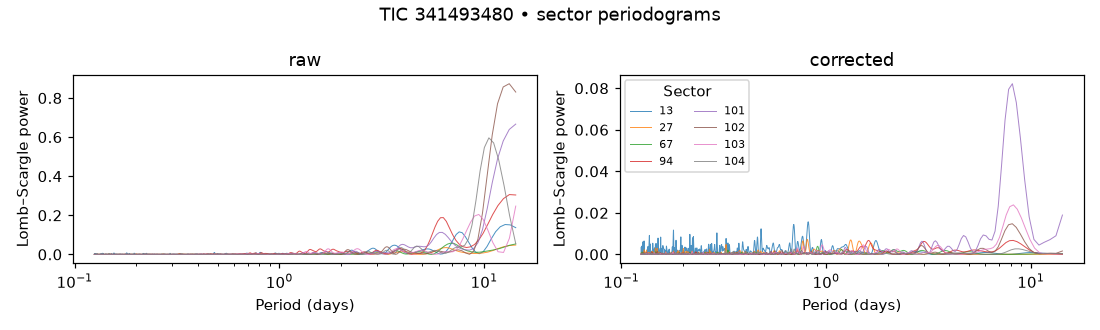 TIC 341493480 • sector periodograms
raw
Lomb–Scargle power
0.8
0.6
0.4
0.2
0.0
10⁻¹
10⁰
10¹
Period (days)
corrected
Lomb–Scargle power
0.08
0.06
0.04
0.02
0.00
Sector
13 101
27 102
67 103
94 104
10⁻¹
10⁰
10¹
Period (days)